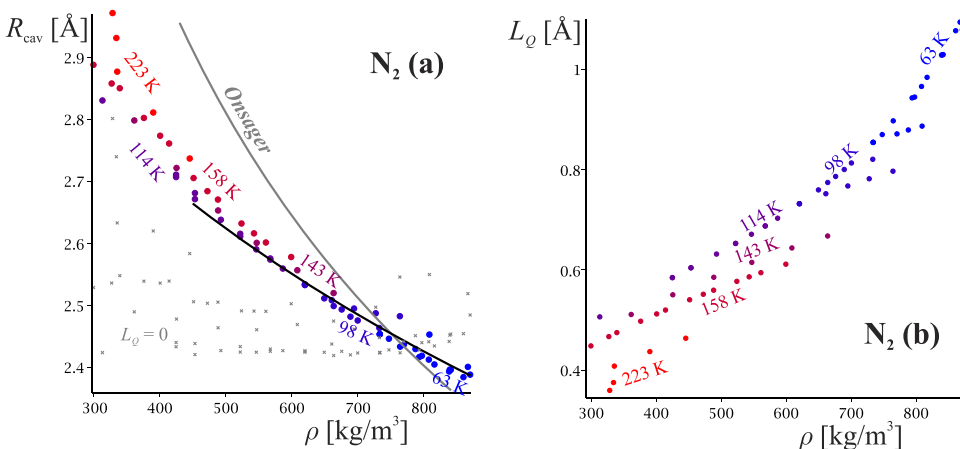 R_cav [Å]
N₂ (a)
2.9
2.8
2.7
2.6
2.5
2.4
223 K
Onsager
114 K
158 K
143 K
98 K
63 K
L_Q = 0
300 400 500 600 700 800
ρ [kg/m³]
L_Q [Å]
1
0.8
0.6
0.4
63 K
98 K
114 K
143 K
158 K
223 K
N₂ (b)
300 400 500 600 700 800
ρ [kg/m³]